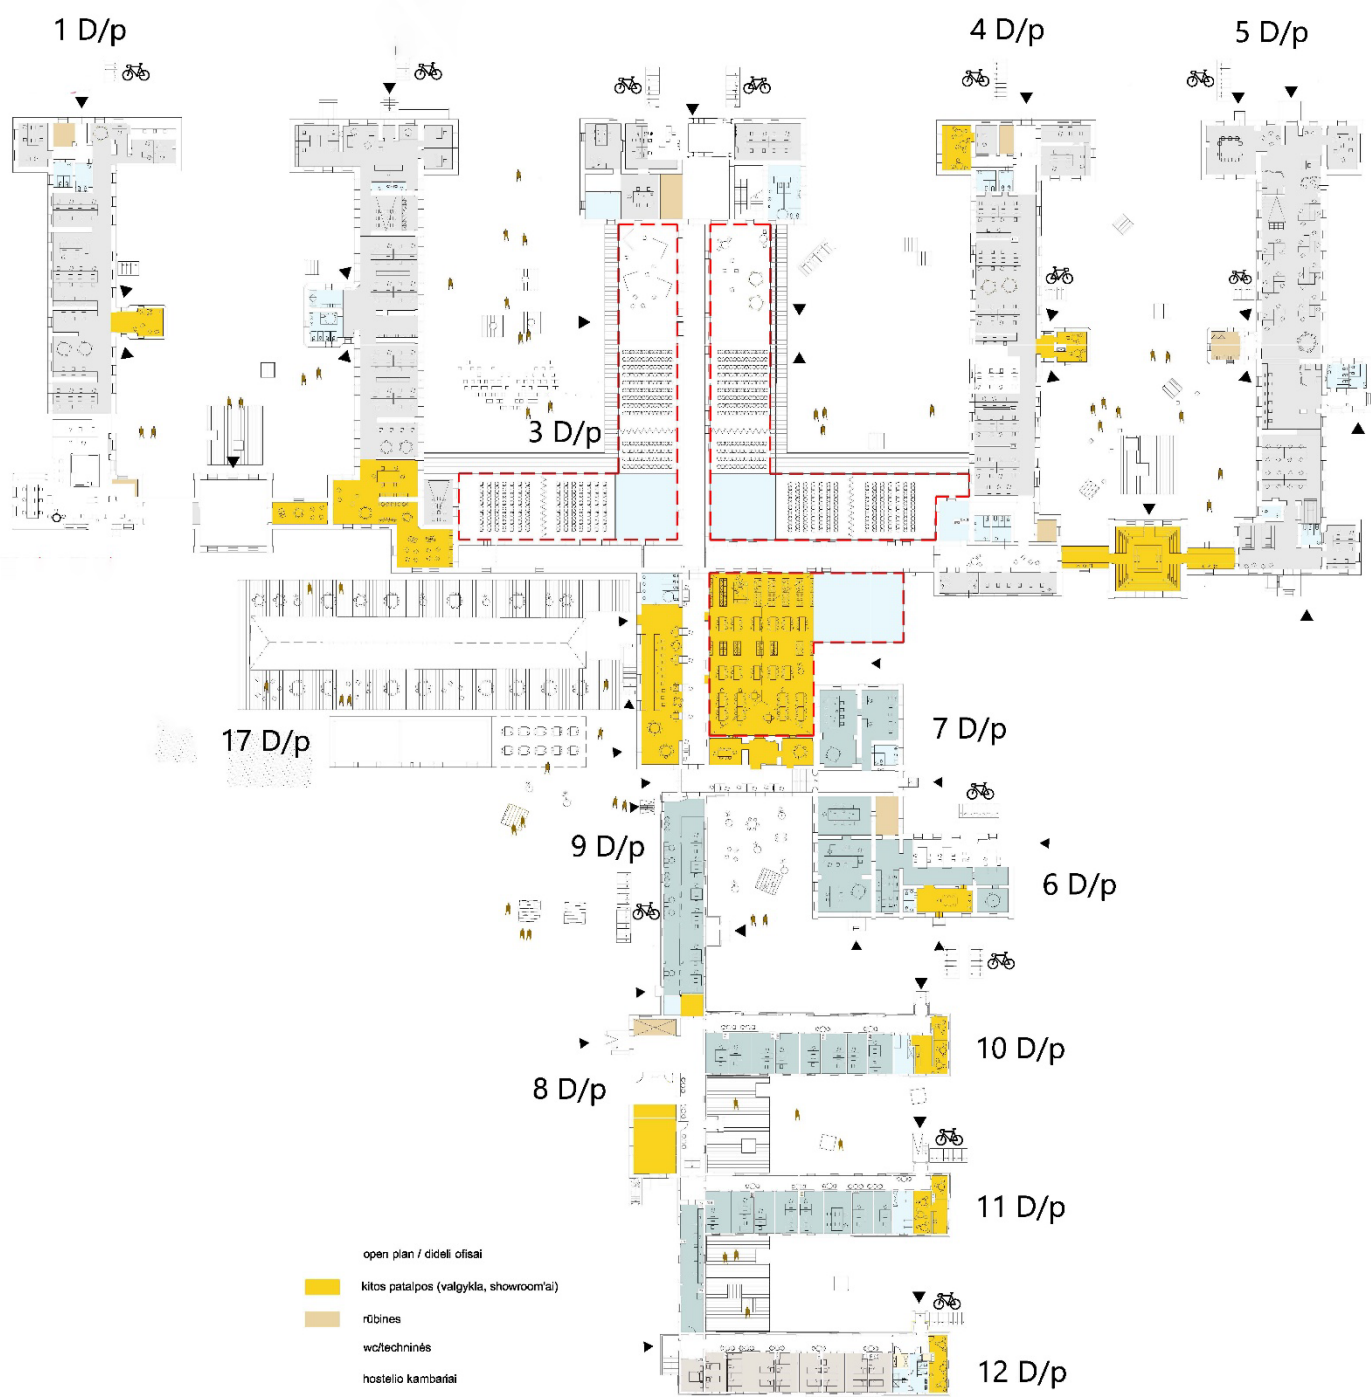 1 D/p
4 D/p
5 D/p
3 D/p
17 D/p
7 D/p
9 D/p
6 D/p
10 D/p
8 D/p
11 D/p
12 D/p
open plan / dideli ofisai
kitos patalpos (valgykla, showroom'ai)
rūbines
wc/techninės
hostelio kambariai